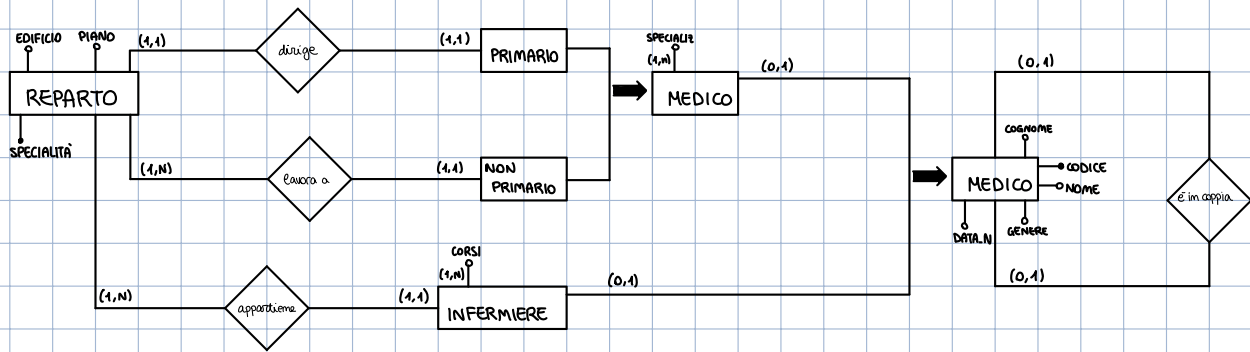 EDIFICIO
PIANO
(1,1)
dirige
(1,1)
PRIMARIO
REPARTO
SPECIALITÀ
(1,N)
lavora a
(1,1)
NON
PRIMARIO
(1,N)
appartiene
(1,1)
CORSI
(1,N)
INFERMIERE
(0,1)
SPECIALIZ
(1,N)
MEDICO
(0,1)
(0,1)
COGNOME
CODICE
NOME
MEDICO
DATA_N
GENERE
è in coppia
(0,1)